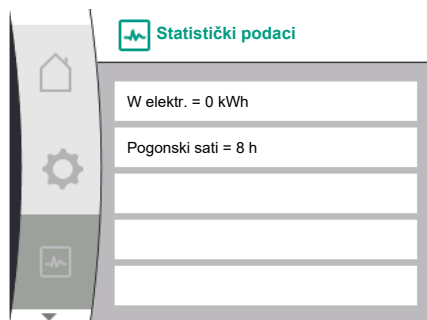 Statistički podaci
W elektr. = 0 kWh
Pogonski sati = 8 h